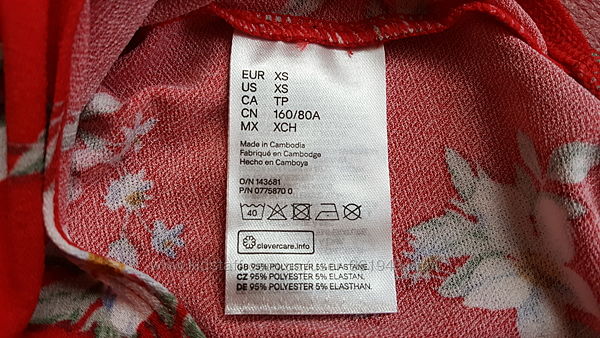 EUR XS
US XS
CA TP
CN 160/80A
MX XCH
Made in Cambodia
Fabriqué en Cambodge
Hecho en Camboya
O/N 143681
P/N 0775870 0
40
clevercare.info
GB 95% POLYESTER 5% ELASTANE
CZ 95% POLYESTER 5% ELASTAN.
DE 95% POLYESTER 5% ELASTHAN.